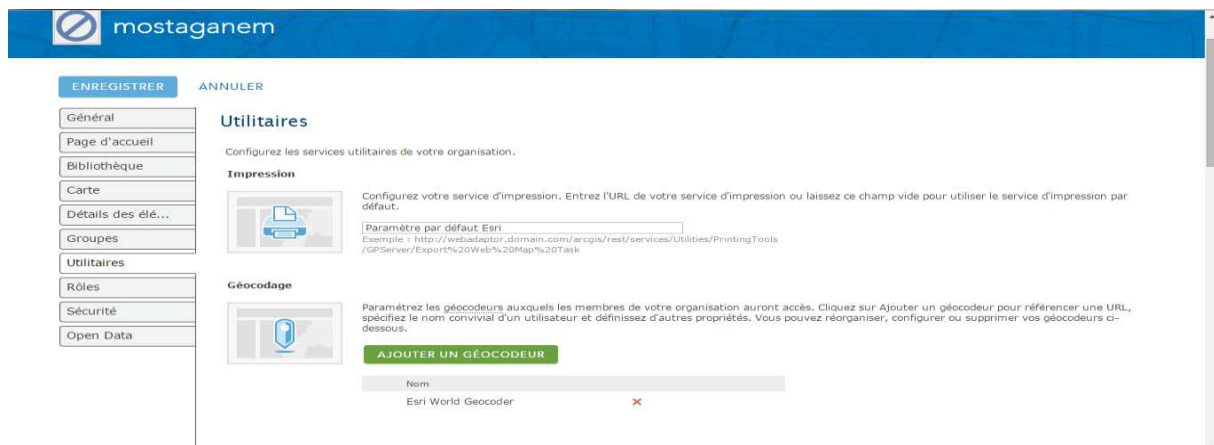 mostaganem
ENREGISTRER ANNULER
Général
Page d'accueil
Bibliothèque
Carte
Détails des élé...
Groupes
Utilitaires
Rôles
Sécurité
Open Data
Utilitaires
Configurez les services utilitaires de votre organisation.
Impression
Configurez votre service d'impression. Entrez l'URL de votre service d'impression ou laissez ce champ vide pour utiliser le service d'impression par
défaut.
Paramètre par défaut Esri
Exemple : http://webadaptor.domain.com/arcgis/rest/services/Utilities/PrintingTools
/GPServer/Export%20Web%20Map%20Task
Géocodage
Paramétrez les géocodeurs auxquels les membres de votre organisation auront accès. Cliquez sur Ajouter un géocodeur pour référencer une URL,
spécifiez le nom convivial d'un utilisateur et définissez d'autres propriétés. Vous pouvez réorganiser, configurer ou supprimer vos géocodeurs ci-
dessous.
AJOUTER UN GÉOCODEUR
Nom
Esri World Geocoder